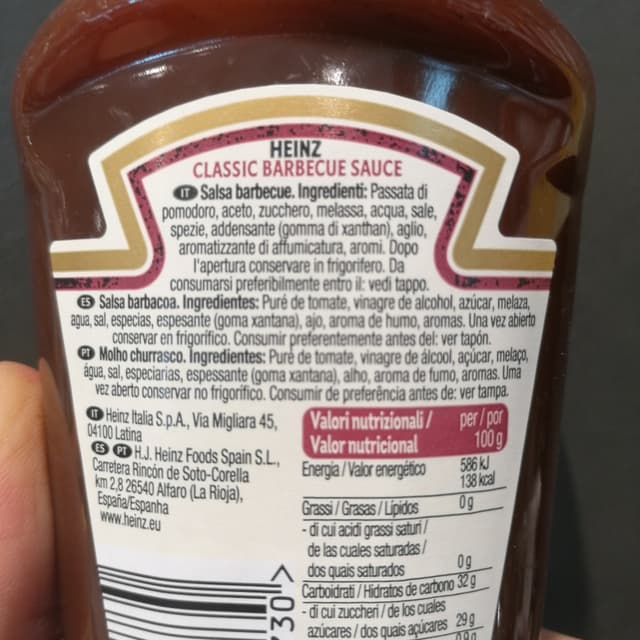 HEINZ
CLASSIC BARBECUE SAUCE
IT Salsa barbecue. Ingredienti: Passata di
pomodoro, aceto, zucchero, melassa, acqua, sale,
spezie, addensante (gomma di xanthan), aglio,
aromatizzante di affumicatura, aromi. Dopo
l'apertura conservare in frigorifero. Da
consumarsi preferibilmente entro il: vedi tappo.
ES Salsa barbacoa. Ingredientes: Puré de tomate, vinagre de alcohol, azúcar, melaza,
agua, sal, especias, espesante (goma xantana), ajo, aroma de humo, aromas. Una vez abierto
conservar en frigorífico. Consumir preferentemente antes del: ver tapón.
PT Molho churrasco. Ingredientes: Puré de tomate, vinagre de álcool, açúcar, melaço,
água, sal, especiarias, espessante (goma xantana), alho, aroma de fumo, aromas. Uma
vez aberto conservar no frigorífico. Consumir de preferência antes de: ver tampa.
IT Heinz Italia S.p.A., Via Migliara 45,
04100 Latina
ES PT H.J. Heinz Foods Spain S.L.,
Carretera Rincón de Soto-Corella
km 2,8 26540 Alfaro (La Rioja),
España/Espanha
www.heinz.eu
Valori nutrizionali / per / por
Valor nutricional 100 g
Energia / Valor energético 586 kJ
138 kcal
Grassi / Grasas / Lípidos 0 g
- di cui acidi grassi saturi /
de las cuales saturadas /
dos quais saturados 0 g
Carboidrati / Hidratos de carbono 32 g
- di cui zuccheri / de los cuales
azúcares / dos quais açúcares 29 g
730 >